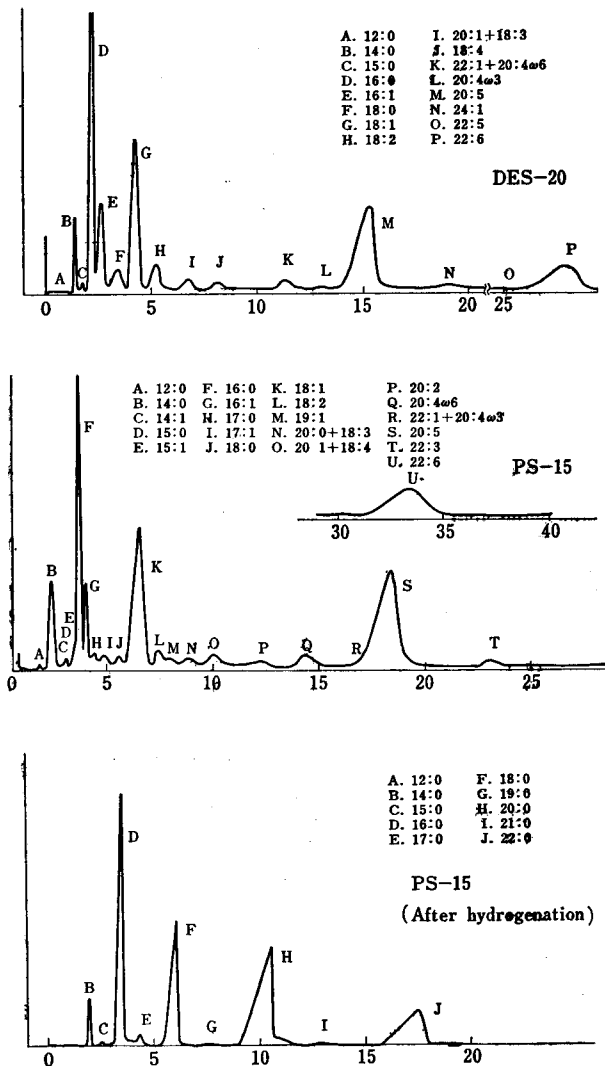 A. 12:0 I. 20:1+18:3
B. 14:0 J. 18:4
C. 15:0 K. 22:1+20:4ω6
D. 16:0 L. 20:4ω3
E. 16:1 M. 20:5
F. 18:0 N. 24:1
G. 18:1 O. 22:5
H. 18:2 P. 22:6
DES-20
D
G
B
E
C
A
F
H
I
J
K
L
M
N
O
P
0 5 10 15 20 25
A. 12:0 F. 16:0 K. 18:1 P. 20:2
B. 14:0 G. 16:1 L. 18:2 Q. 20:4ω6
C. 14:1 H. 17:0 M. 19:1 R. 22:1+20:4ω3
D. 15:0 I. 17:1 N. 20:0+18:3 S. 20:5
E. 15:1 J. 18:0 O. 20 1+18:4 T. 22:3
U. 22:6
PS-15
U.
30 35 40
F
B
G
K
E
D
C
A
H I J
L
M
N
O
P
Q
R
S
T
0 5 10 15 20 25
A. 12:0 F. 18:0
B. 14:0 G. 19:0
C. 15:0 H. 20:0
D. 16:0 I. 21:0
E. 17:0 J. 22:0
PS-15
(After hydrogenation)
D
B
C
E
F
G
H
I
J
0 5 10 15 20